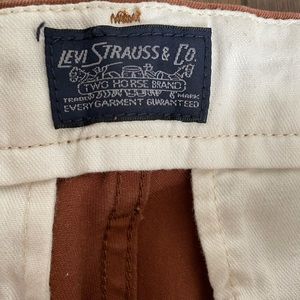 LEVI STRAUSS & CO.
TWO HORSE BRAND
TRADE MARK
EVERY GARMENT GUARANTEED